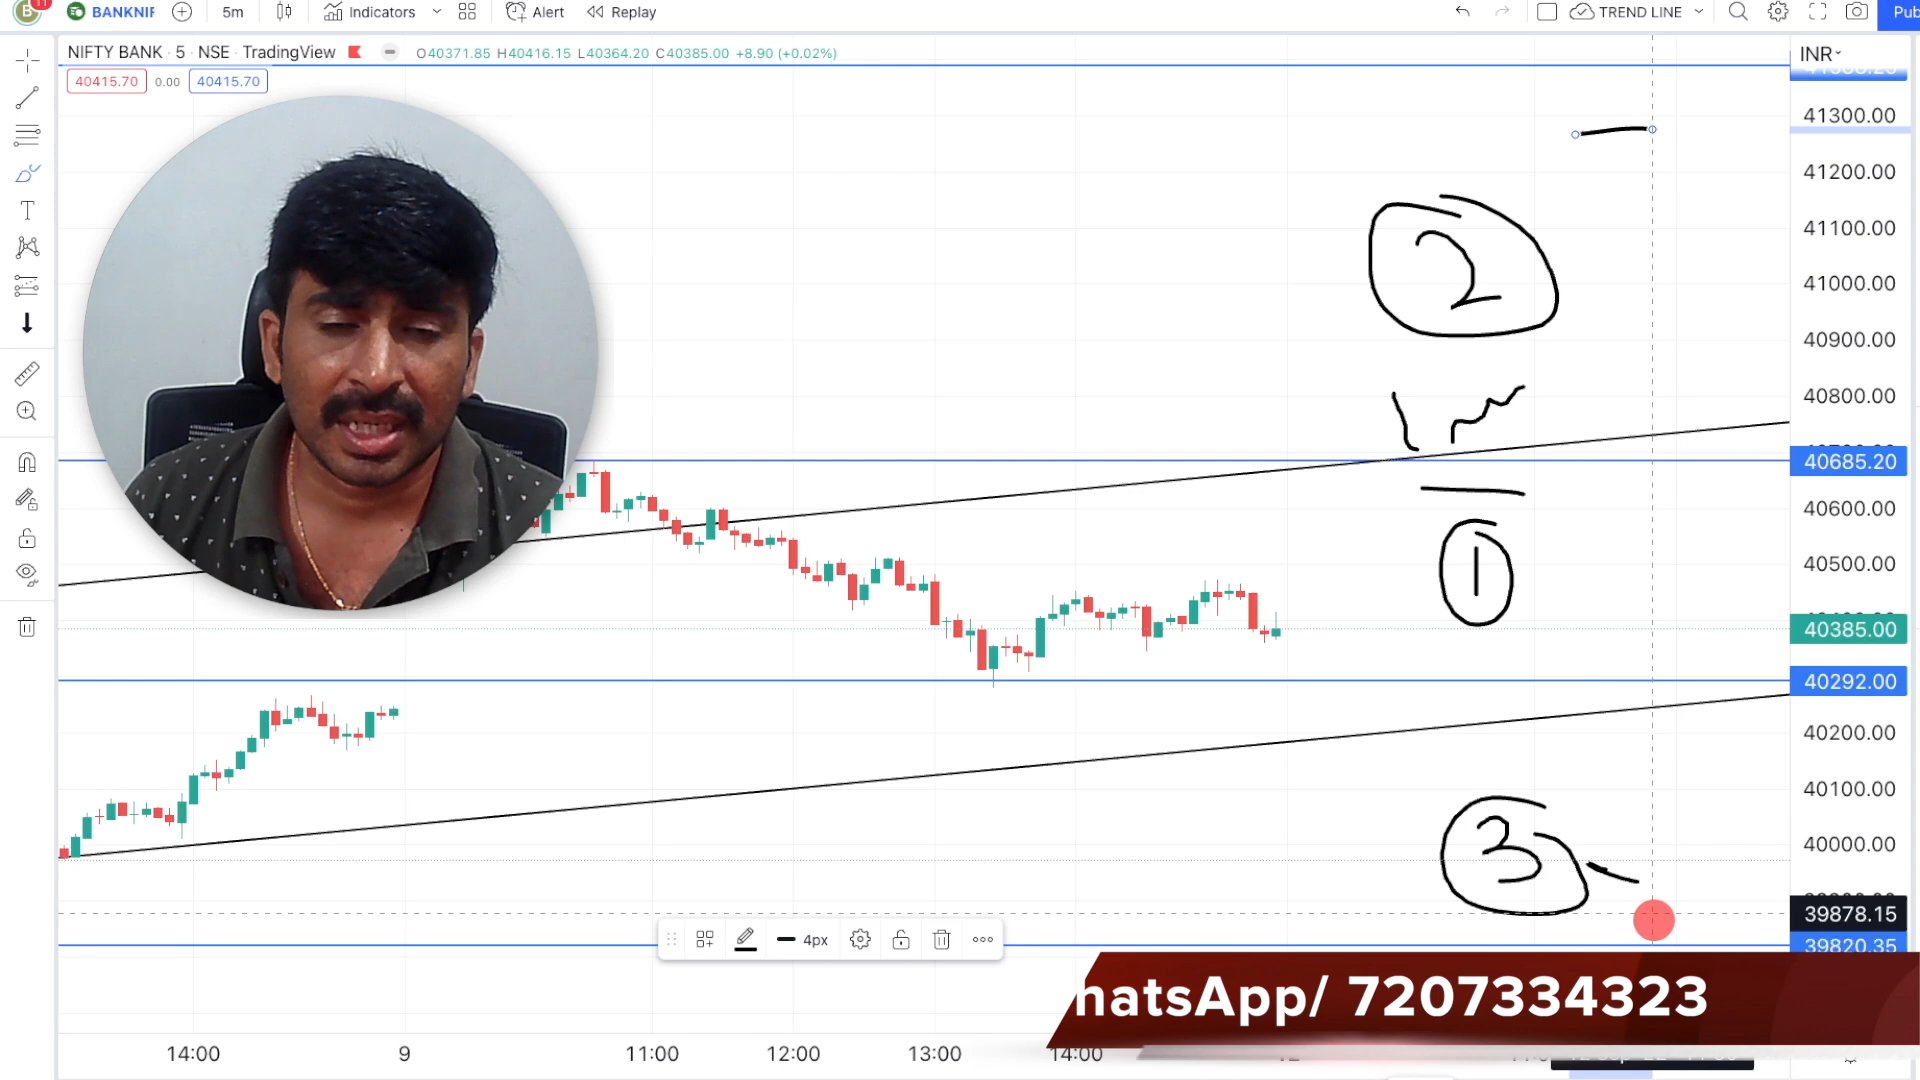 B 11 BANKNIF 5m Indicators Alert Replay TREND LINE Pub
NIFTY BANK · 5 · NSE TradingView O40371.85 H40416.15 L40364.20 C40385.00 +8.90 (+0.02%)
INR
40415.70 0.00 40415.70
41300.00
41200.00
2
41100.00
41000.00
40900.00
40800.00
40685.20
40600.00
40500.00
1
40385.00
40292.00
40200.00
40100.00
40000.00
3
39878.15
39820.35
4px
hatsApp/ 7207334323
14:00 9 11:00 12:00 13:00 14:00